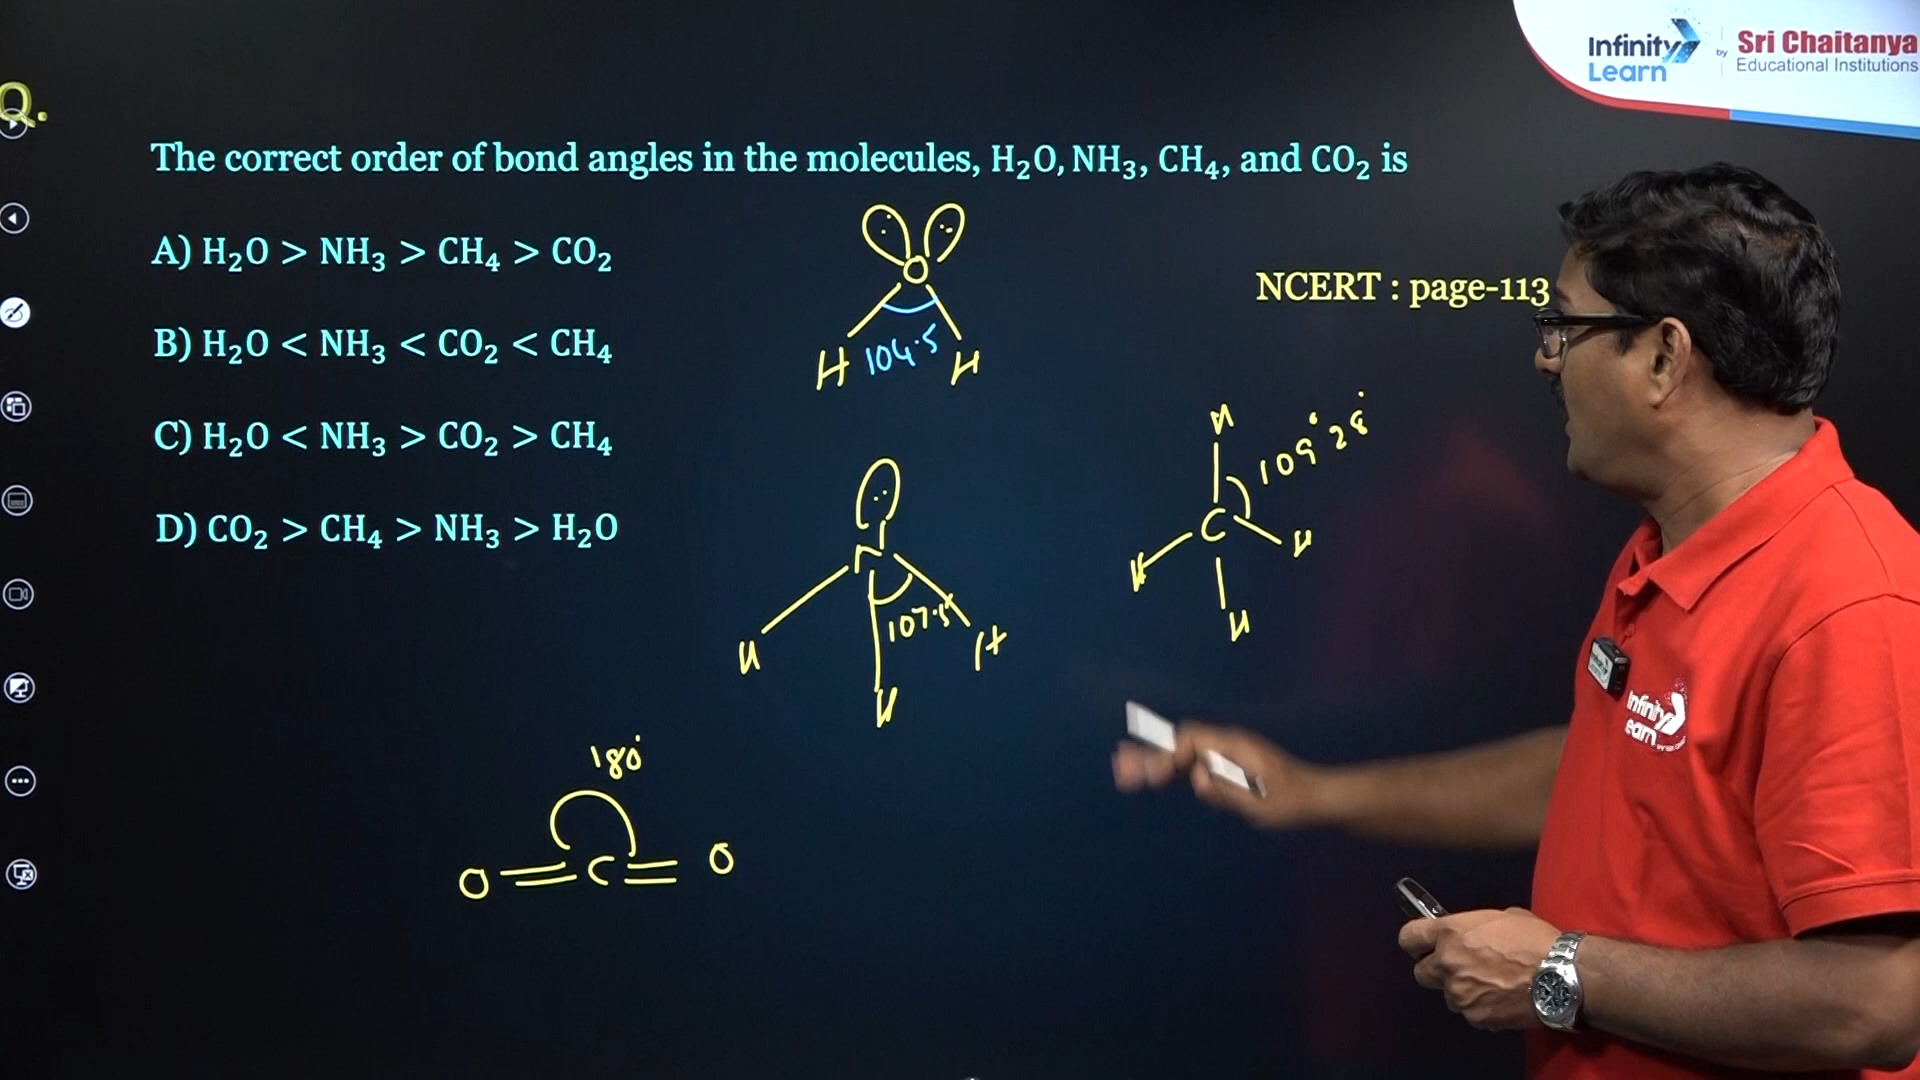 Infinity Learn by Sri Chaitanya Educational Institutions
Q.
The correct order of bond angles in the molecules, H₂O, NH₃, CH₄, and CO₂ is
A) H₂O > NH₃ > CH₄ > CO₂
NCERT : page-113
B) H₂O < NH₃ < CO₂ < CH₄
C) H₂O < NH₃ > CO₂ > CH₄
D) CO₂ > CH₄ > NH₃ > H₂O
O
H 104.5 H
H
109°28'
C
H H
H
107.5°
H H
H
180°
O = C = O
Infinity Learn